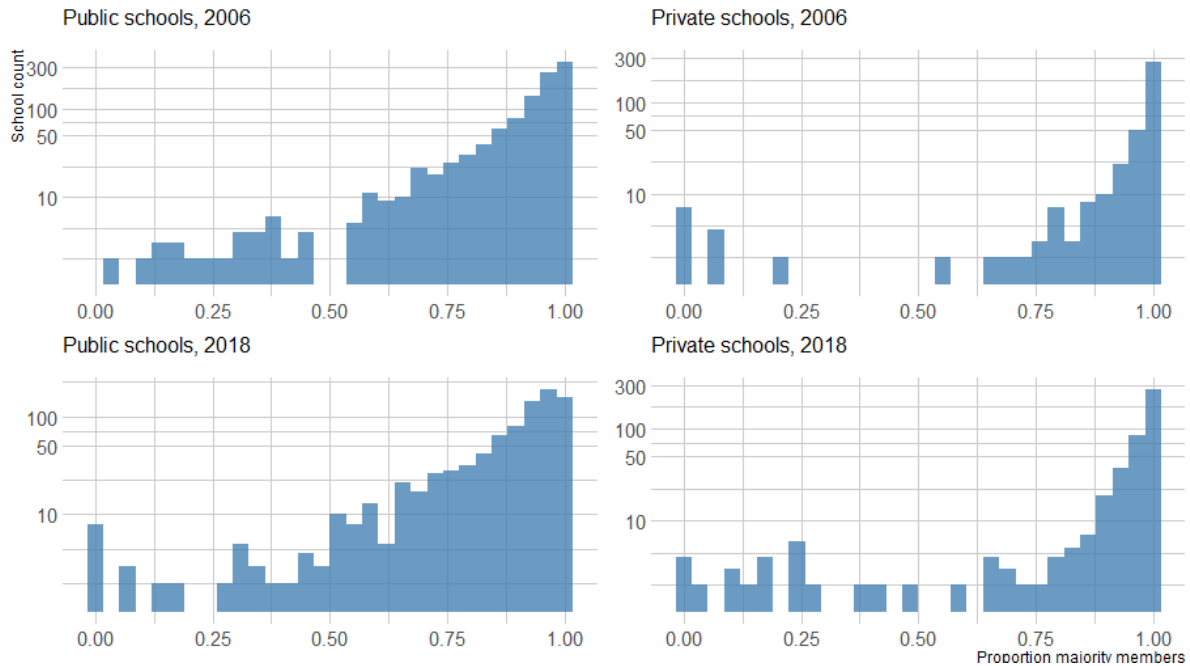 Public schools, 2006
School count
300
100
50
10
0.00 0.25 0.50 0.75 1.00
Private schools, 2006
300
100
50
10
0.00 0.25 0.50 0.75 1.00
Public schools, 2018
100
50
10
0.00 0.25 0.50 0.75 1.00
Private schools, 2018
300
100
50
10
0.00 0.25 0.50 0.75 1.00
Proportion majority members